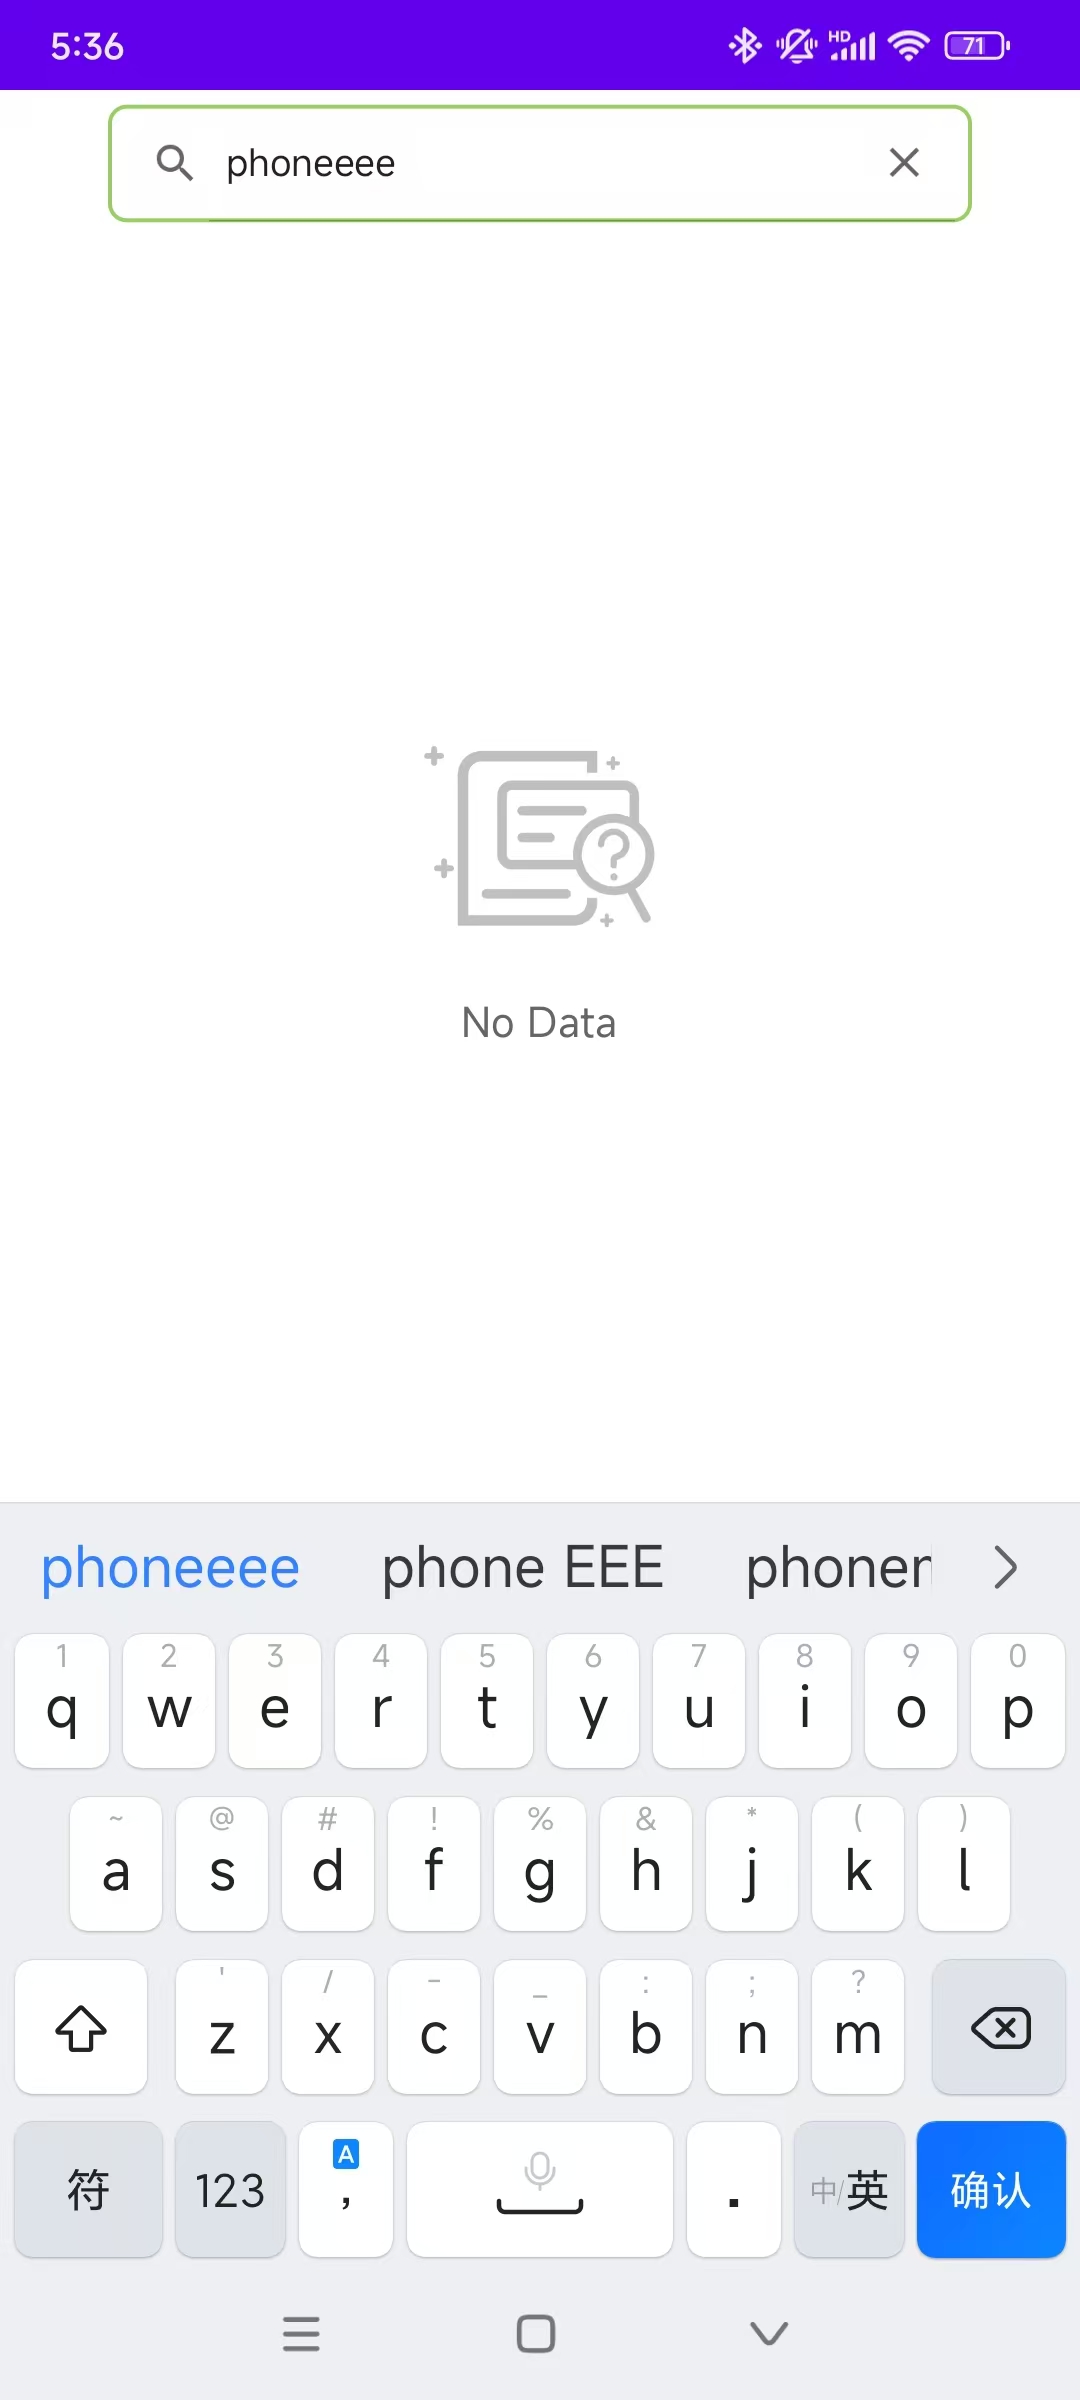 5:36 HD 71
phoneeee
No Data
phoneeee phone EEE phoner
1 2 3 4 5 6 7 8 9 0
q w e r t y u i o p
~ @ # ! % & * ( )
a s d f g h j k l
' / - _ : ; ?
z x c v b n m
符 123 A , . 中/英 确认